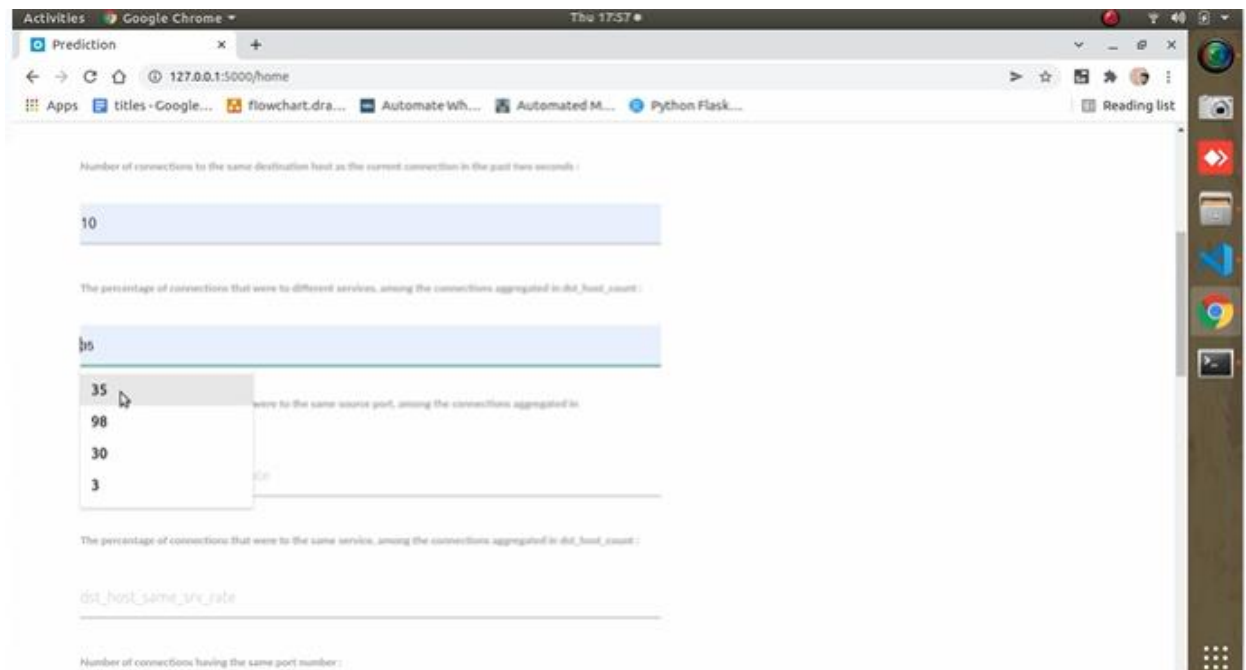 Activities Google Chrome Thu 17:57
Prediction
127.0.0.1:5000/home
Apps titles - Google... flowchart.dra... Automate Wh... Automated M... Python Flask... Reading list
Number of connections to the same destination host as the current connection in the past two seconds :
10
The percentage of connections that were to different services, among the connections aggregated in dst_host_count :
35
35
were to the same source port, among the connections aggregated in
98
30
3
The percentage of connections that were to the same service, among the connections aggregated in dst_host_count :
dst_host_same_srv_rate
Number of connections having the same port number :